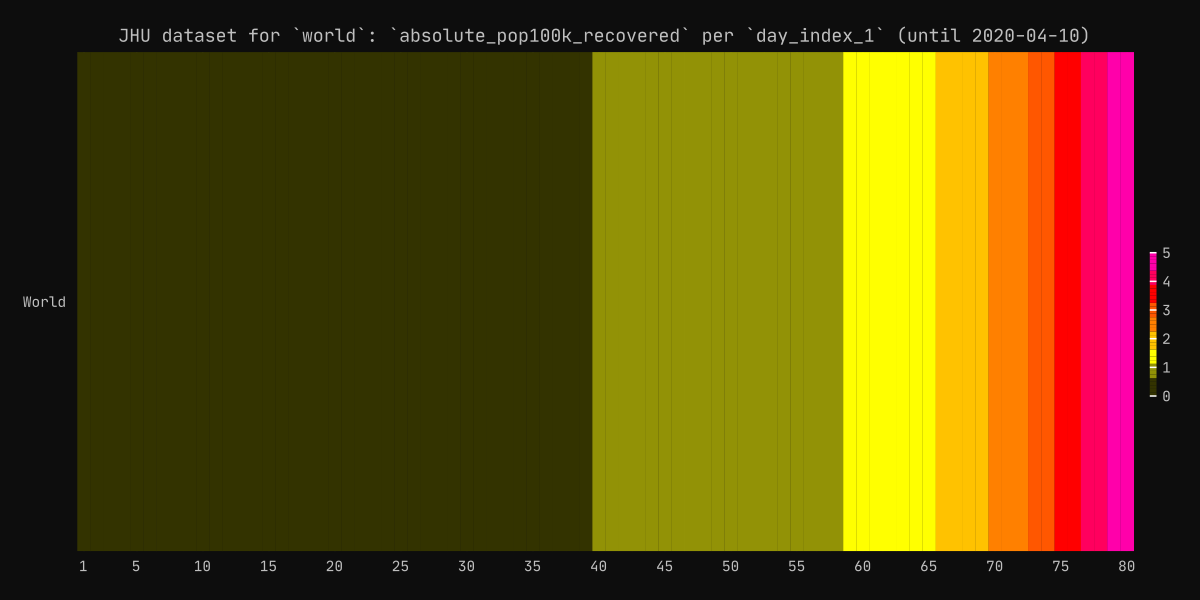 JHU dataset for `world`: `absolute_pop100k_recovered` per `day_index_1` (until 2020-04-10)
5
4
3
2
1
0
World
1 5 10 15 20 25 30 35 40 45 50 55 60 65 70 75 80